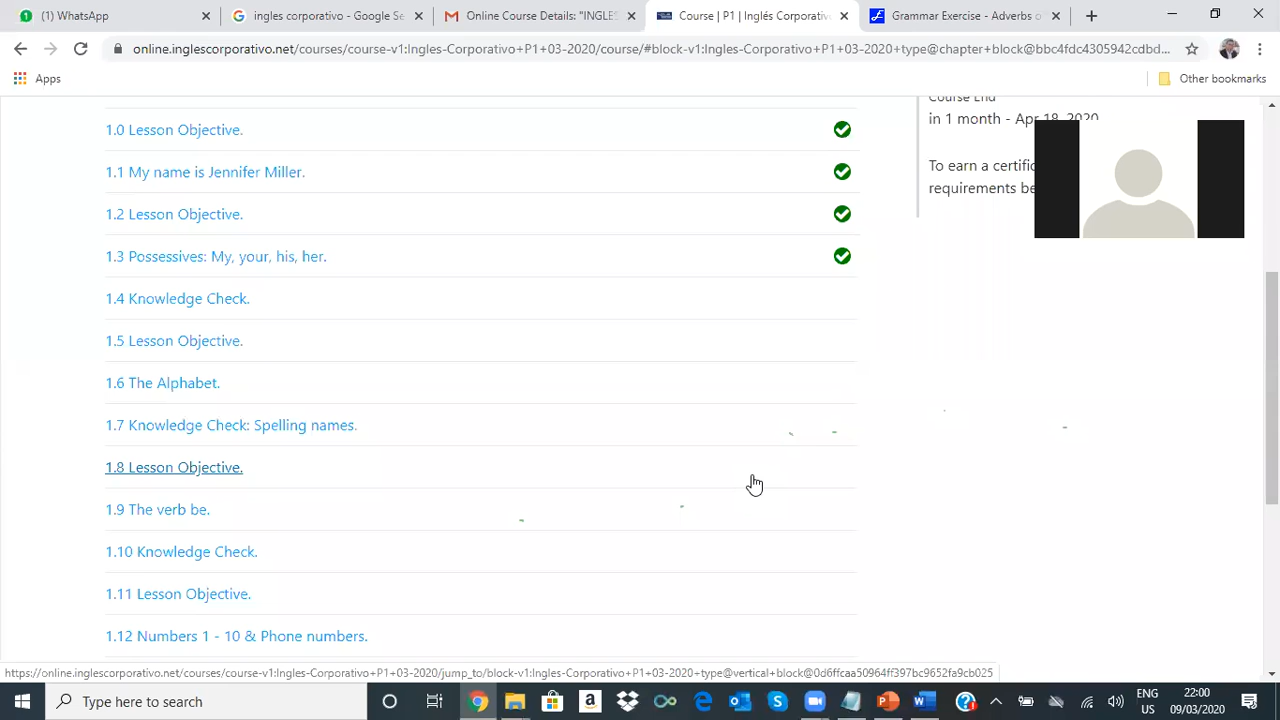 (1) WhatsApp
ingles corporativo - Google Se
Online Course Details: "INGLES
Course | P1 | Inglés Corporativo
Grammar Exercise - Adverbs o
online.inglescorporativo.net/courses/course-v1:Ingles-Corporativo+P1+03-2020/course/#block-v1:Ingles-Corporativo+P1+03-2020+type@chapter+block@bbc4fdc4305942cdbd...
Apps
Other bookmarks
Course End
in 1 month - Apr 18, 2020
To earn a certific
requirements be
1.0 Lesson Objective.
1.1 My name is Jennifer Miller.
1.2 Lesson Objective.
1.3 Possessives: My, your, his, her.
1.4 Knowledge Check.
1.5 Lesson Objective.
1.6 The Alphabet.
1.7 Knowledge Check: Spelling names.
1.8 Lesson Objective.
1.9 The verb be.
1.10 Knowledge Check.
1.11 Lesson Objective.
1.12 Numbers 1 - 10 & Phone numbers.
https://online.inglescorporativo.net/courses/course-v1:Ingles-Corporativo+P1+03-2020/jump_to/block-v1:Ingles-Corporativo+P1+03-2020+type@vertical+block@0d6ffcaa50964ff397bc9652fa9cb025
Type here to search
ENG
US
22:00
09/03/2020